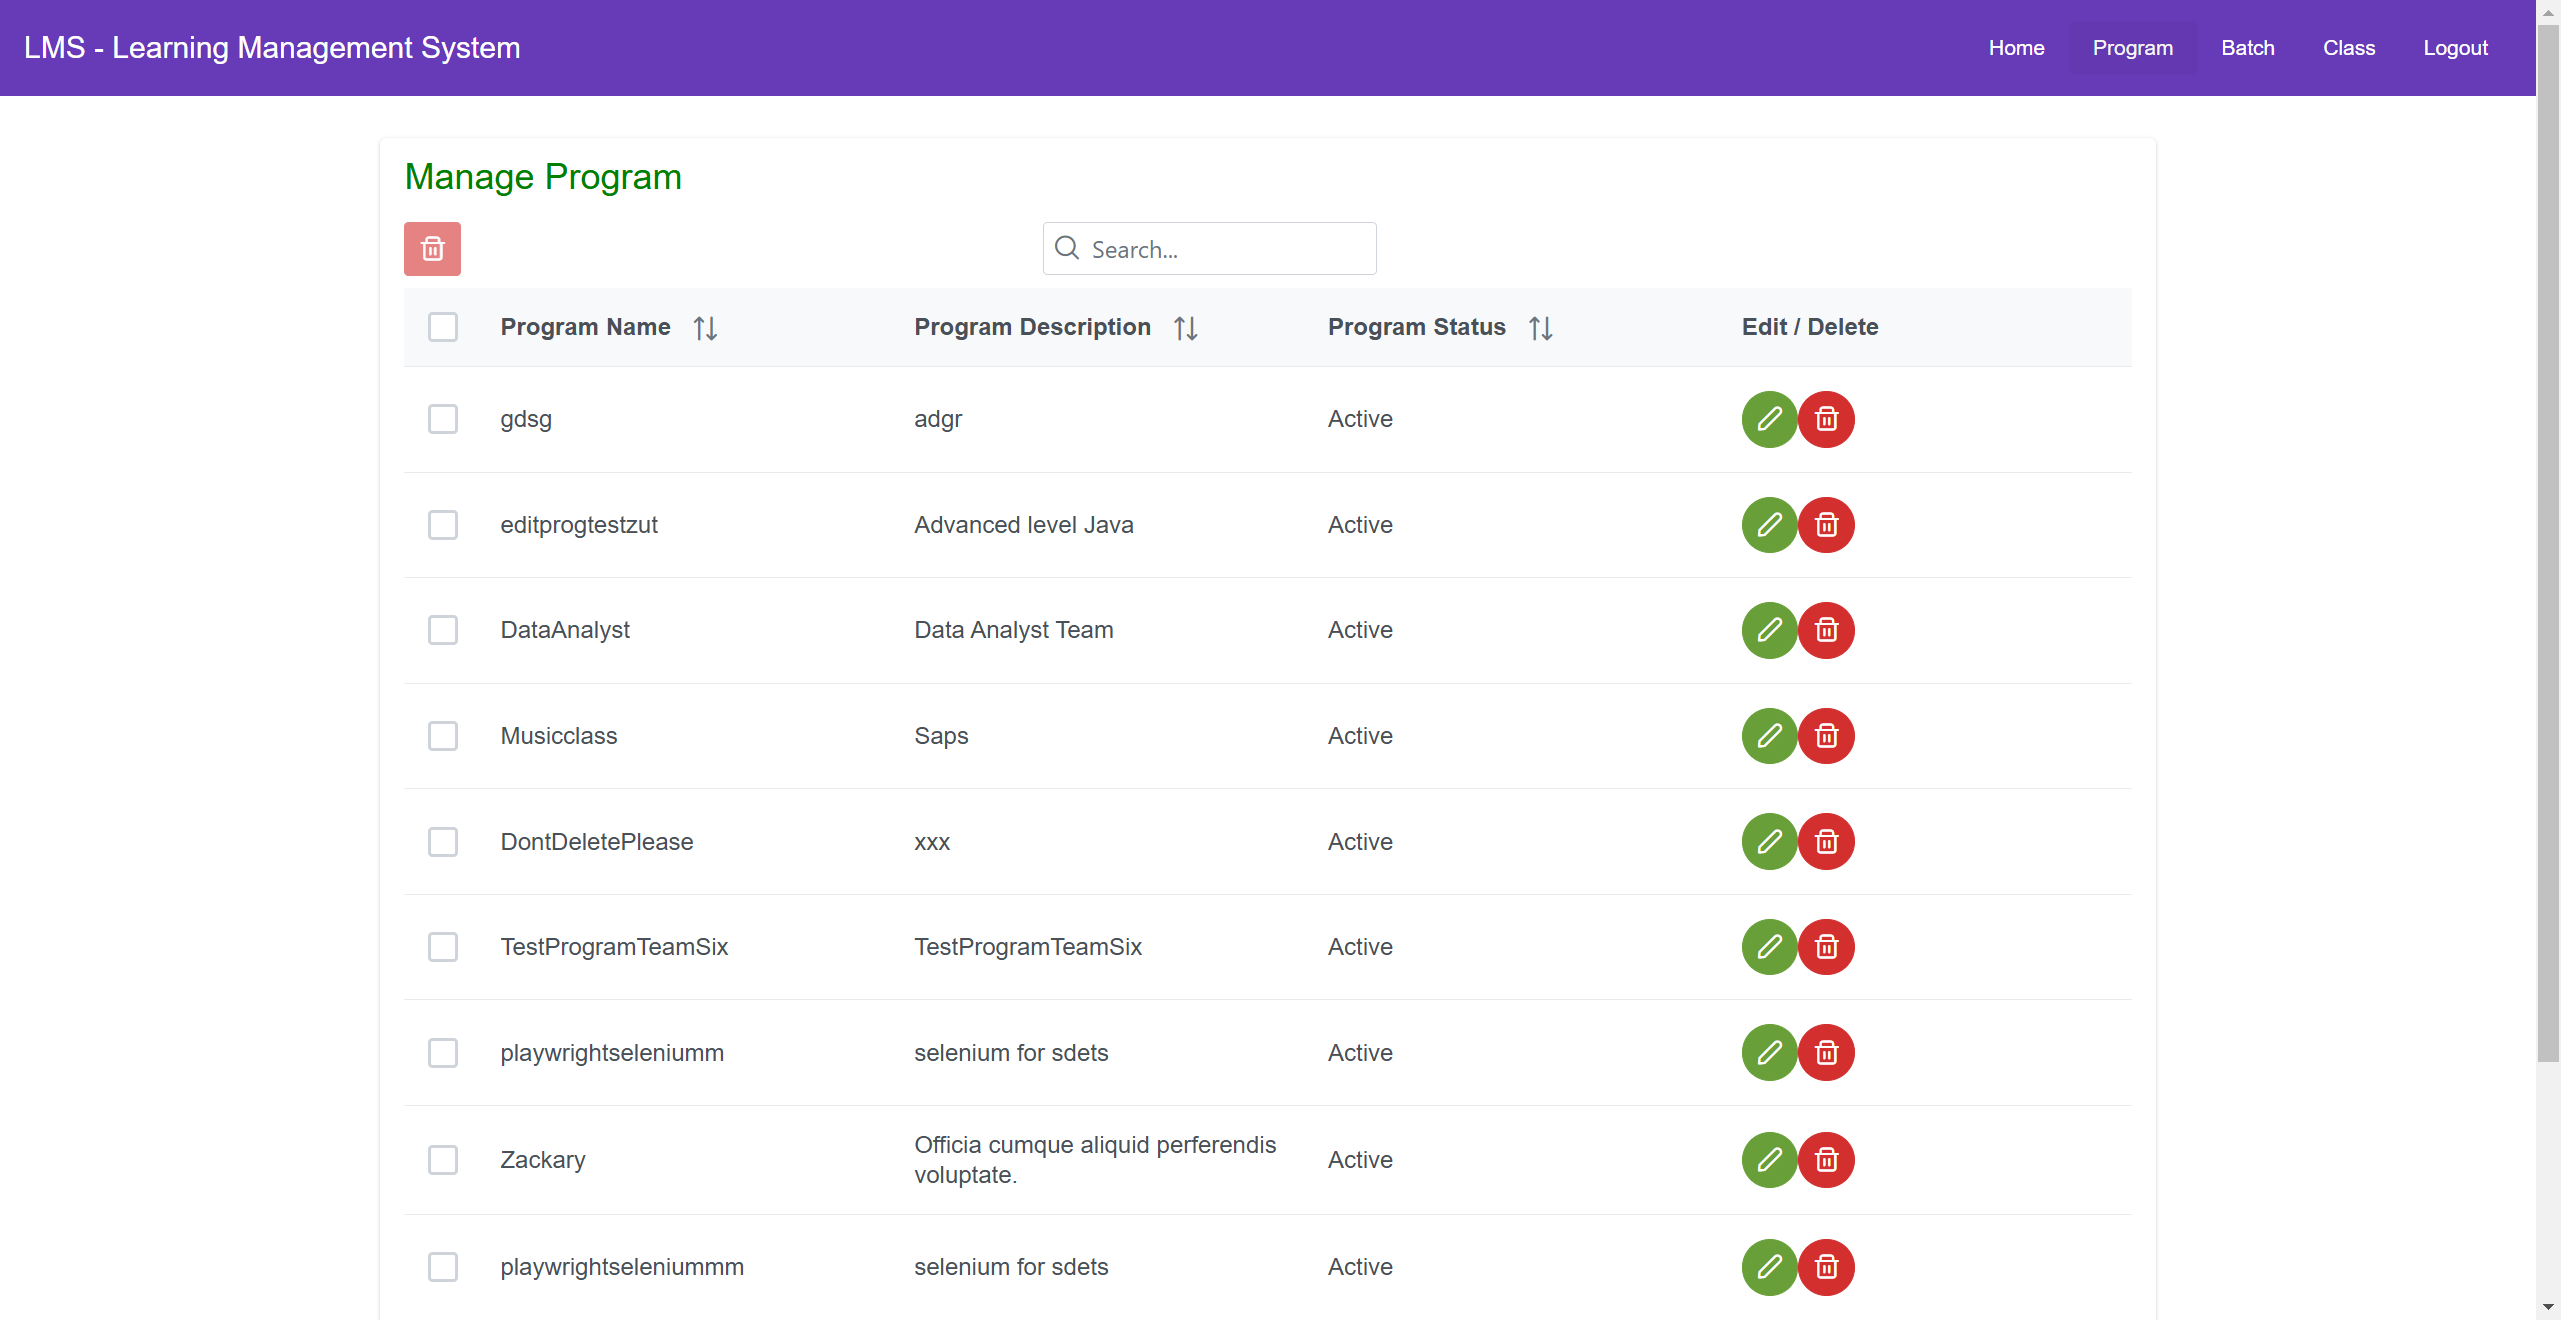 LMS - Learning Management System
Home Program Batch Class Logout
Manage Program
Search...
Program Name Program Description Program Status Edit / Delete
gdsg adgr Active
editprogtestzut Advanced level Java Active
DataAnalyst Data Analyst Team Active
Musicclass Saps Active
DontDeletePlease xxx Active
TestProgramTeamSix TestProgramTeamSix Active
playwrightseleniumm selenium for sdets Active
Zackary Officia cumque aliquid perferendis Active
voluptate.
playwrightseleniummm selenium for sdets Active